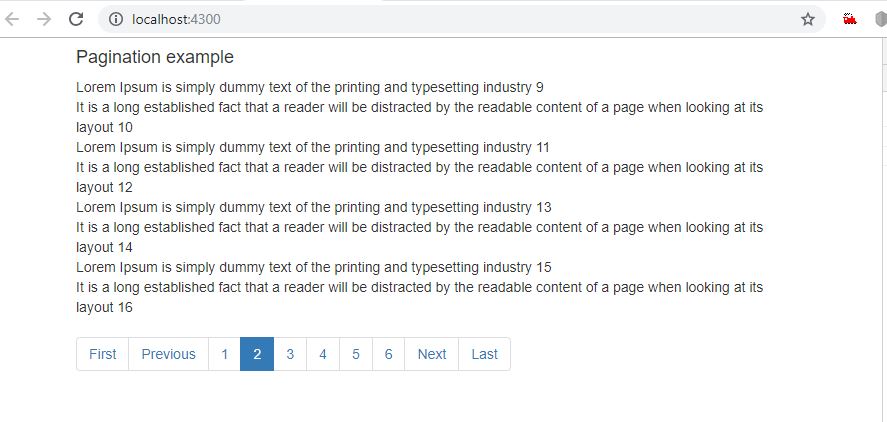 localhost:4300
Pagination example
Lorem Ipsum is simply dummy text of the printing and typesetting industry 9
It is a long established fact that a reader will be distracted by the readable content of a page when looking at its
layout 10
Lorem Ipsum is simply dummy text of the printing and typesetting industry 11
It is a long established fact that a reader will be distracted by the readable content of a page when looking at its
layout 12
Lorem Ipsum is simply dummy text of the printing and typesetting industry 13
It is a long established fact that a reader will be distracted by the readable content of a page when looking at its
layout 14
Lorem Ipsum is simply dummy text of the printing and typesetting industry 15
It is a long established fact that a reader will be distracted by the readable content of a page when looking at its
layout 16
First Previous 1 2 3 4 5 6 Next Last